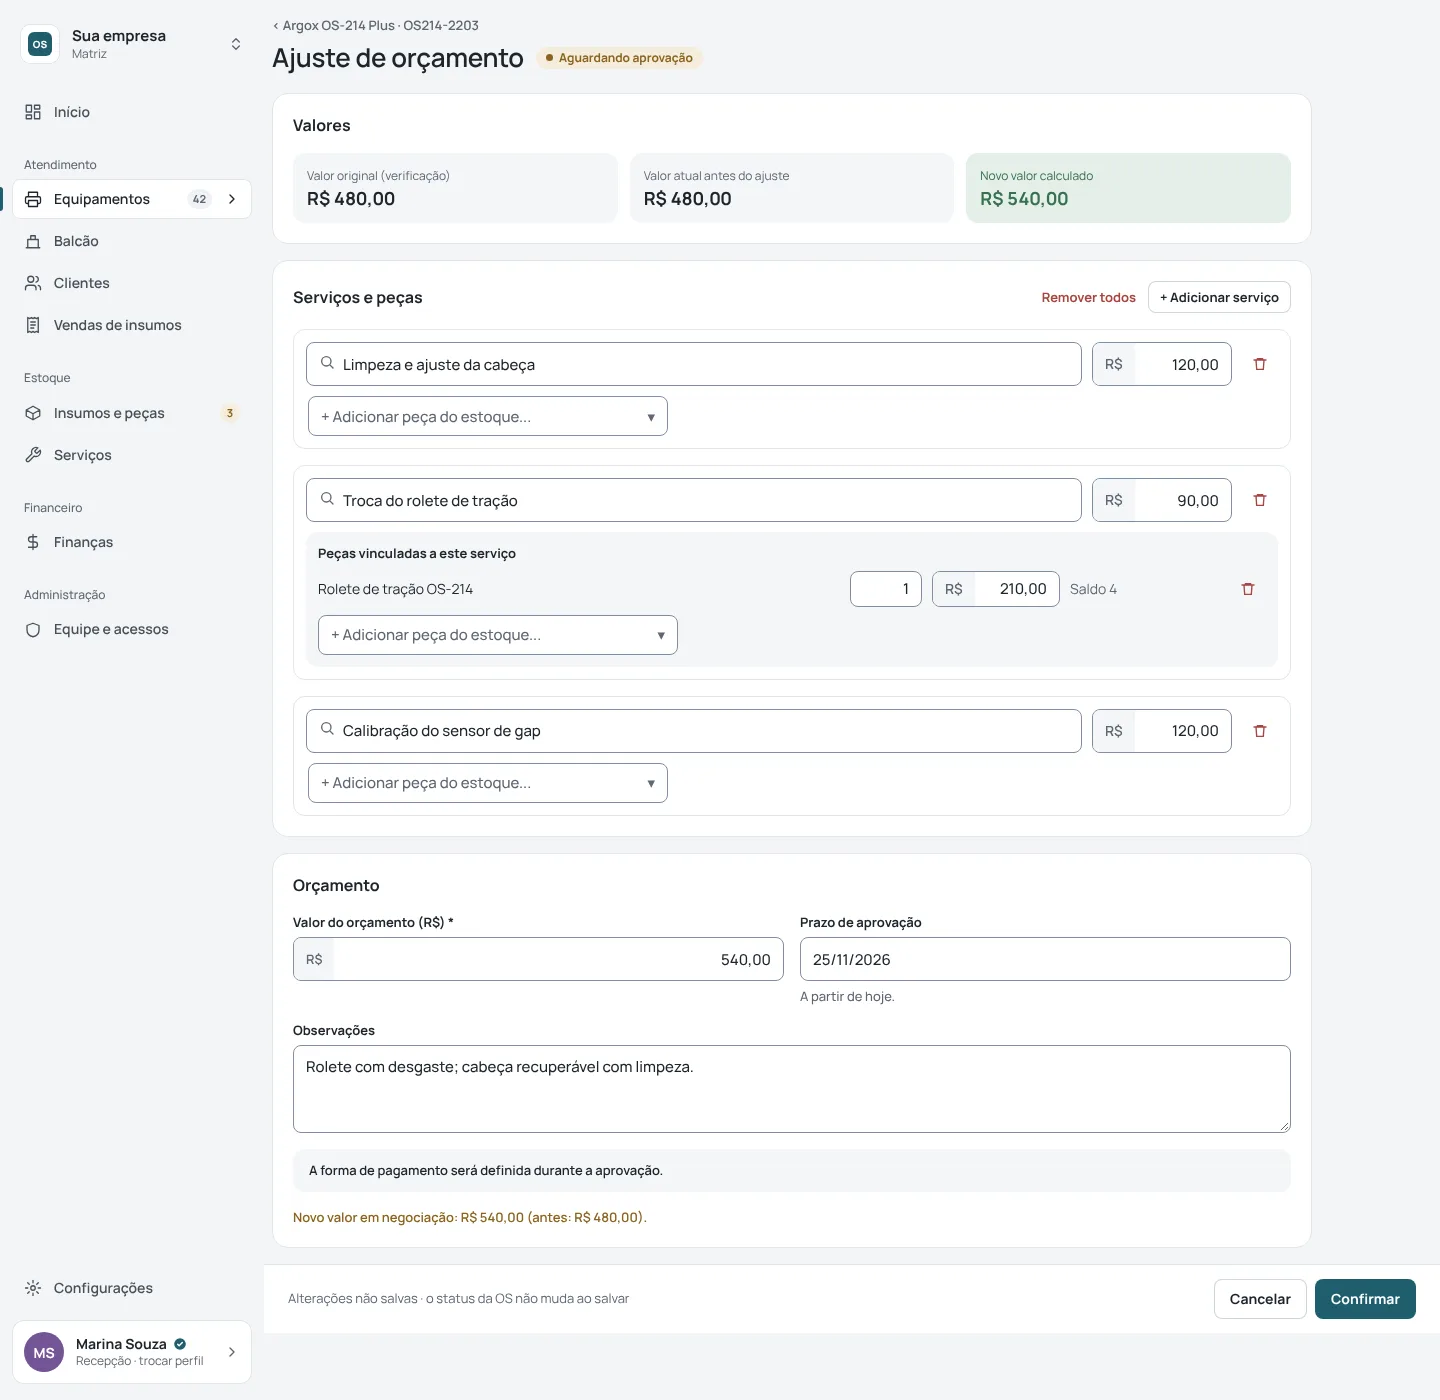 OS
Sua empresa
Matriz
Início
Atendimento
Equipamentos 42
Balcão
Clientes
Vendas de insumos
Estoque
Insumos e peças 3
Serviços
Financeiro
Finanças
Administração
Equipe e acessos
Configurações
MS
Marina Souza
Recepção · trocar perfil
‹ Argox OS-214 Plus · OS214-2203
Ajuste de orçamento
Aguardando aprovação
Valores
Valor original (verificação)
R$ 480,00
Valor atual antes do ajuste
R$ 480,00
Novo valor calculado
R$ 540,00
Serviços e peças
Remover todos
+ Adicionar serviço
Limpeza e ajuste da cabeça
R$ 120,00
+ Adicionar peça do estoque...
Troca do rolete de tração
R$ 90,00
Peças vinculadas a este serviço
Rolete de tração OS-214
1
R$ 210,00
Saldo 4
+ Adicionar peça do estoque...
Calibração do sensor de gap
R$ 120,00
+ Adicionar peça do estoque...
Orçamento
Valor do orçamento (R$) *
R$ 540,00
Prazo de aprovação
25/11/2026
A partir de hoje.
Observações
Rolete com desgaste; cabeça recuperável com limpeza.
A forma de pagamento será definida durante a aprovação.
Novo valor em negociação: R$ 540,00 (antes: R$ 480,00).
Alterações não salvas · o status da OS não muda ao salvar
Cancelar
Confirmar